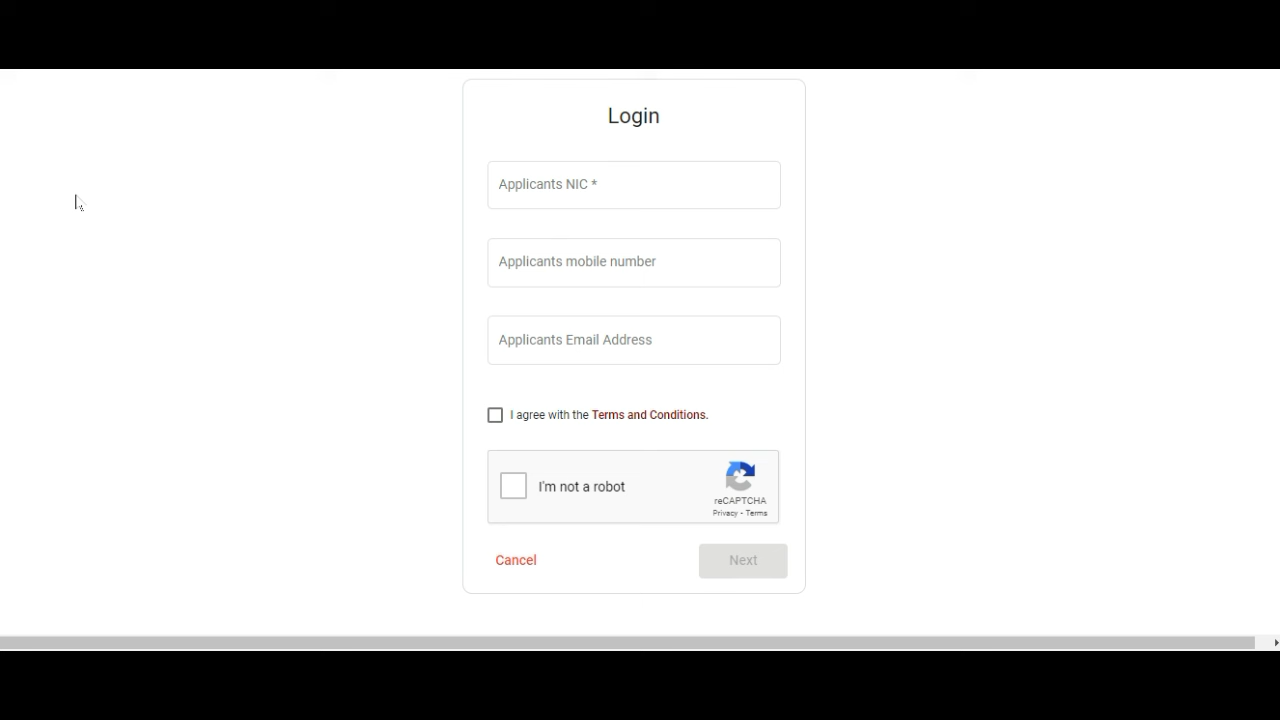 Login
Applicants NIC *
Applicants mobile number
Applicants Email Address
I agree with the Terms and Conditions.
I'm not a robot
reCAPTCHA
Privacy - Terms
Cancel
Next